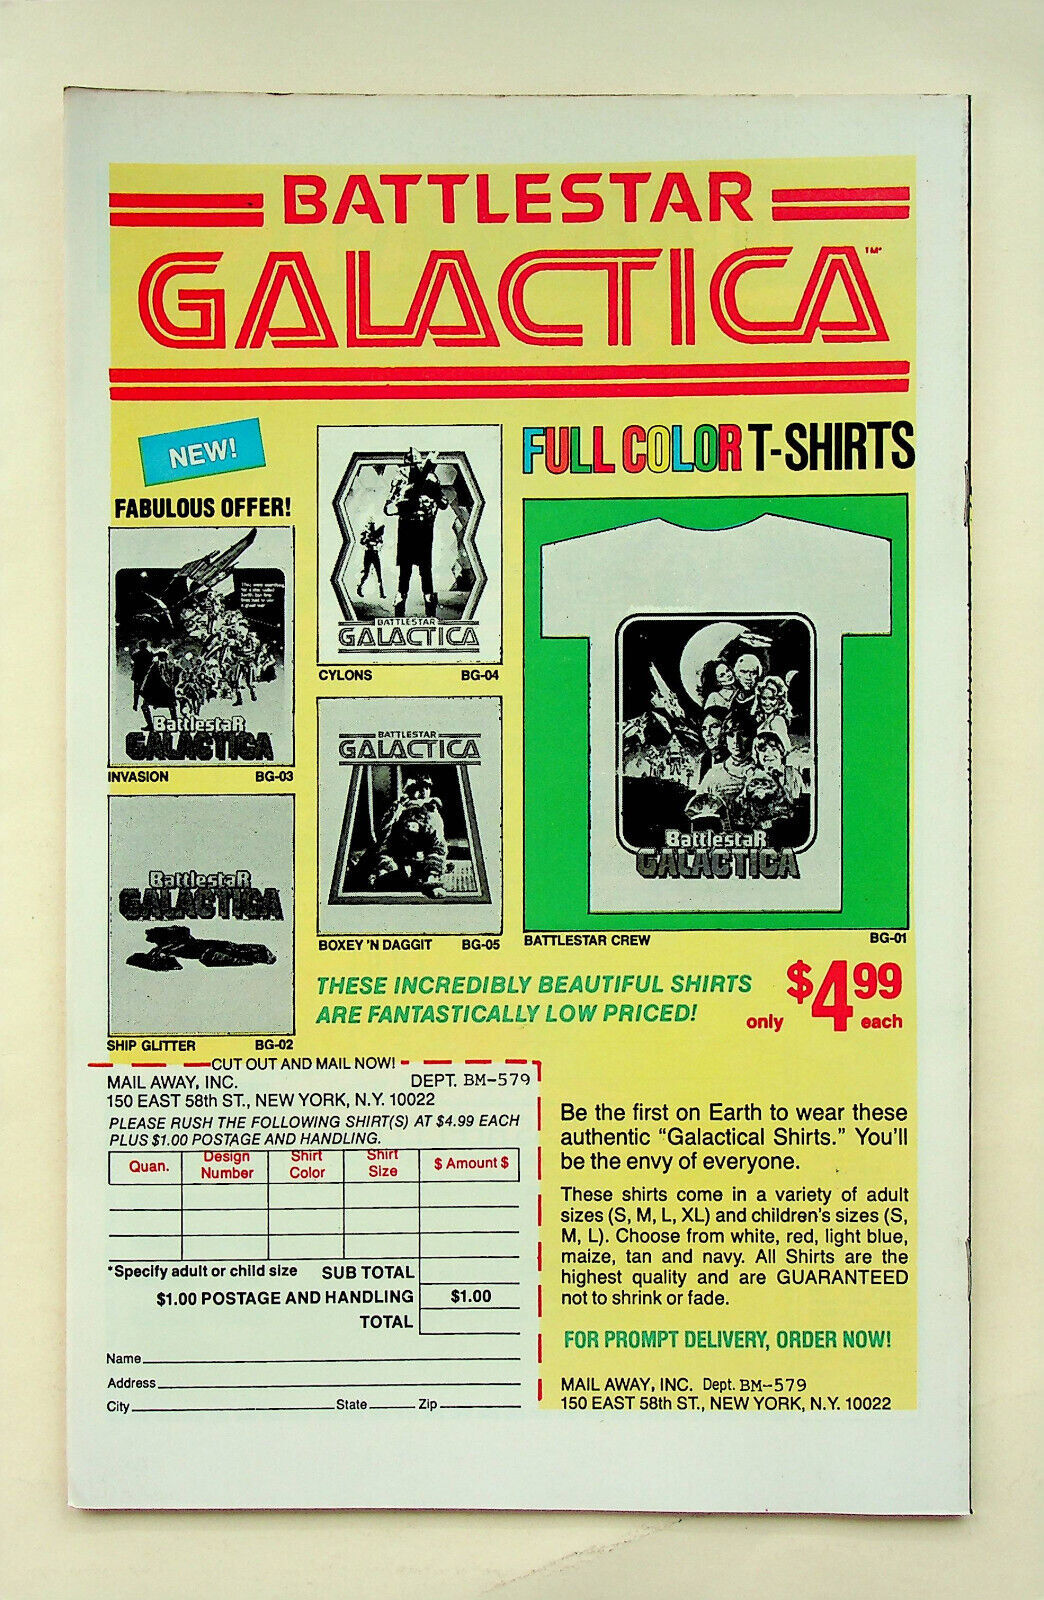 BATTLESTAR
GALACTICA™
NEW!
FABULOUS OFFER!
FULL COLOR T-SHIRTS
Battlestar
GALACTICA
INVASION BG-03
BATTLESTAR
GALACTICA
CYLONS BG-04
Battlestar
GALACTICA
SHIP GLITTER BG-02
BATTLESTAR
GALACTICA
BOXEY 'N DAGGIT BG-05
Battlestar
GALACTICA
BATTLESTAR CREW BG-01
THESE INCREDIBLY BEAUTIFUL SHIRTS
ARE FANTASTICALLY LOW PRICED!
only $4.99 each
CUT OUT AND MAIL NOW!
MAIL AWAY, INC. DEPT. BM-579
150 EAST 58th ST., NEW YORK, N.Y. 10022
PLEASE RUSH THE FOLLOWING SHIRT(S) AT $4.99 EACH
PLUS $1.00 POSTAGE AND HANDLING.
Quan. Design Number Shirt Color Shirt Size $ Amount $
*Specify adult or child size SUB TOTAL
$1.00 POSTAGE AND HANDLING $1.00
TOTAL
Name
Address
City State Zip
Be the first on Earth to wear these
authentic "Galactical Shirts." You'll
be the envy of everyone.
These shirts come in a variety of adult
sizes (S, M, L, XL) and children's sizes (S,
M, L). Choose from white, red, light blue,
maize, tan and navy. All Shirts are the
highest quality and are GUARANTEED
not to shrink or fade.
FOR PROMPT DELIVERY, ORDER NOW!
MAIL AWAY, INC. Dept. BM-579
150 EAST 58th ST., NEW YORK, N.Y. 10022